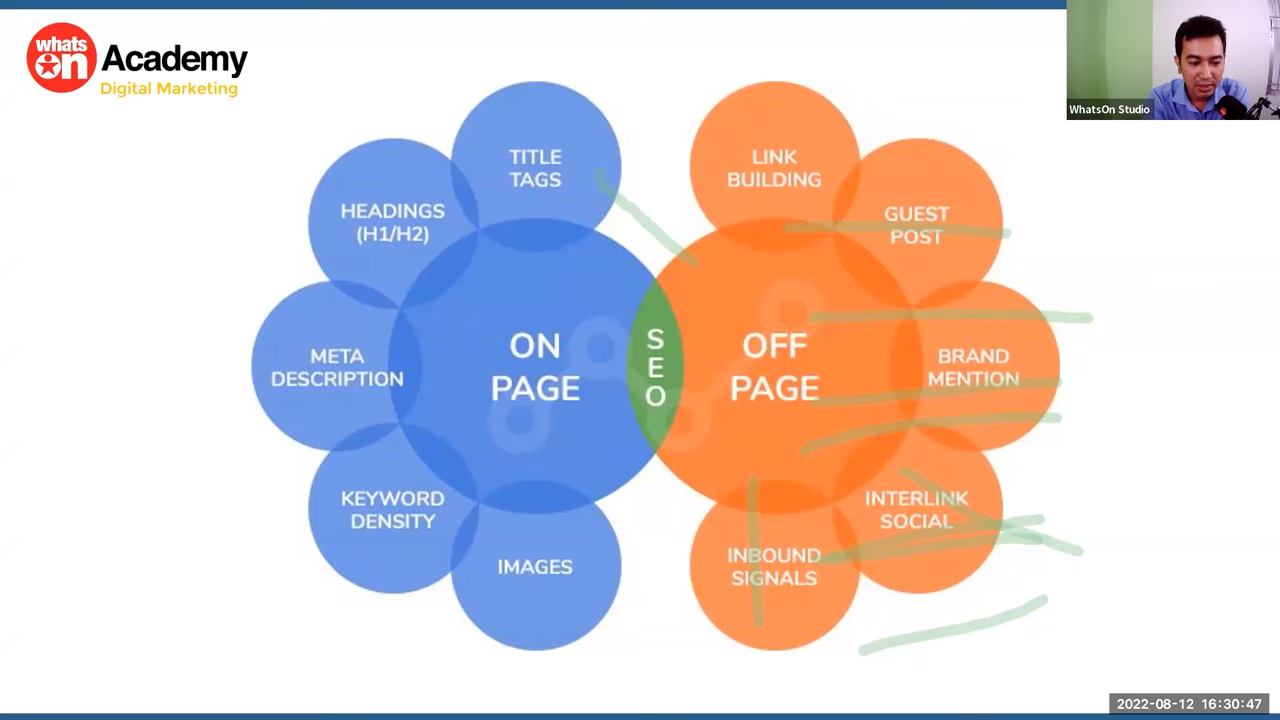 whats
on
Academy
Digital Marketing
WhatsOn Studio
TITLE
TAGS
HEADINGS
(H1/H2)
META
DESCRIPTION
KEYWORD
DENSITY
IMAGES
ON
PAGE
S
E
O
OFF
PAGE
LINK
BUILDING
GUEST
POST
BRAND
MENTION
INTERLINK
SOCIAL
INBOUND
SIGNALS
2022-08-12 16:30:47